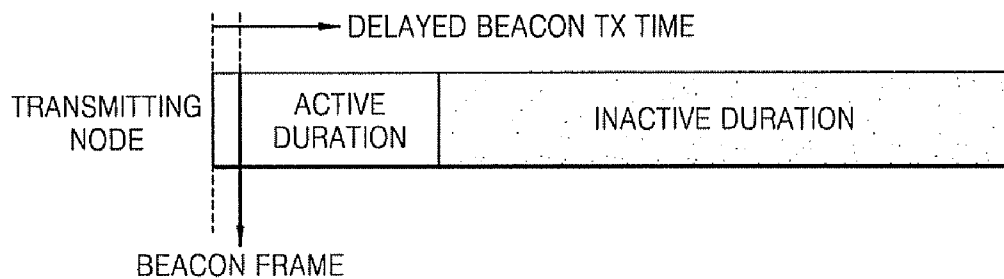 DELAYED BEACON TX TIME
TRANSMITTING
NODE
ACTIVE
DURATION
INACTIVE DURATION
BEACON FRAME